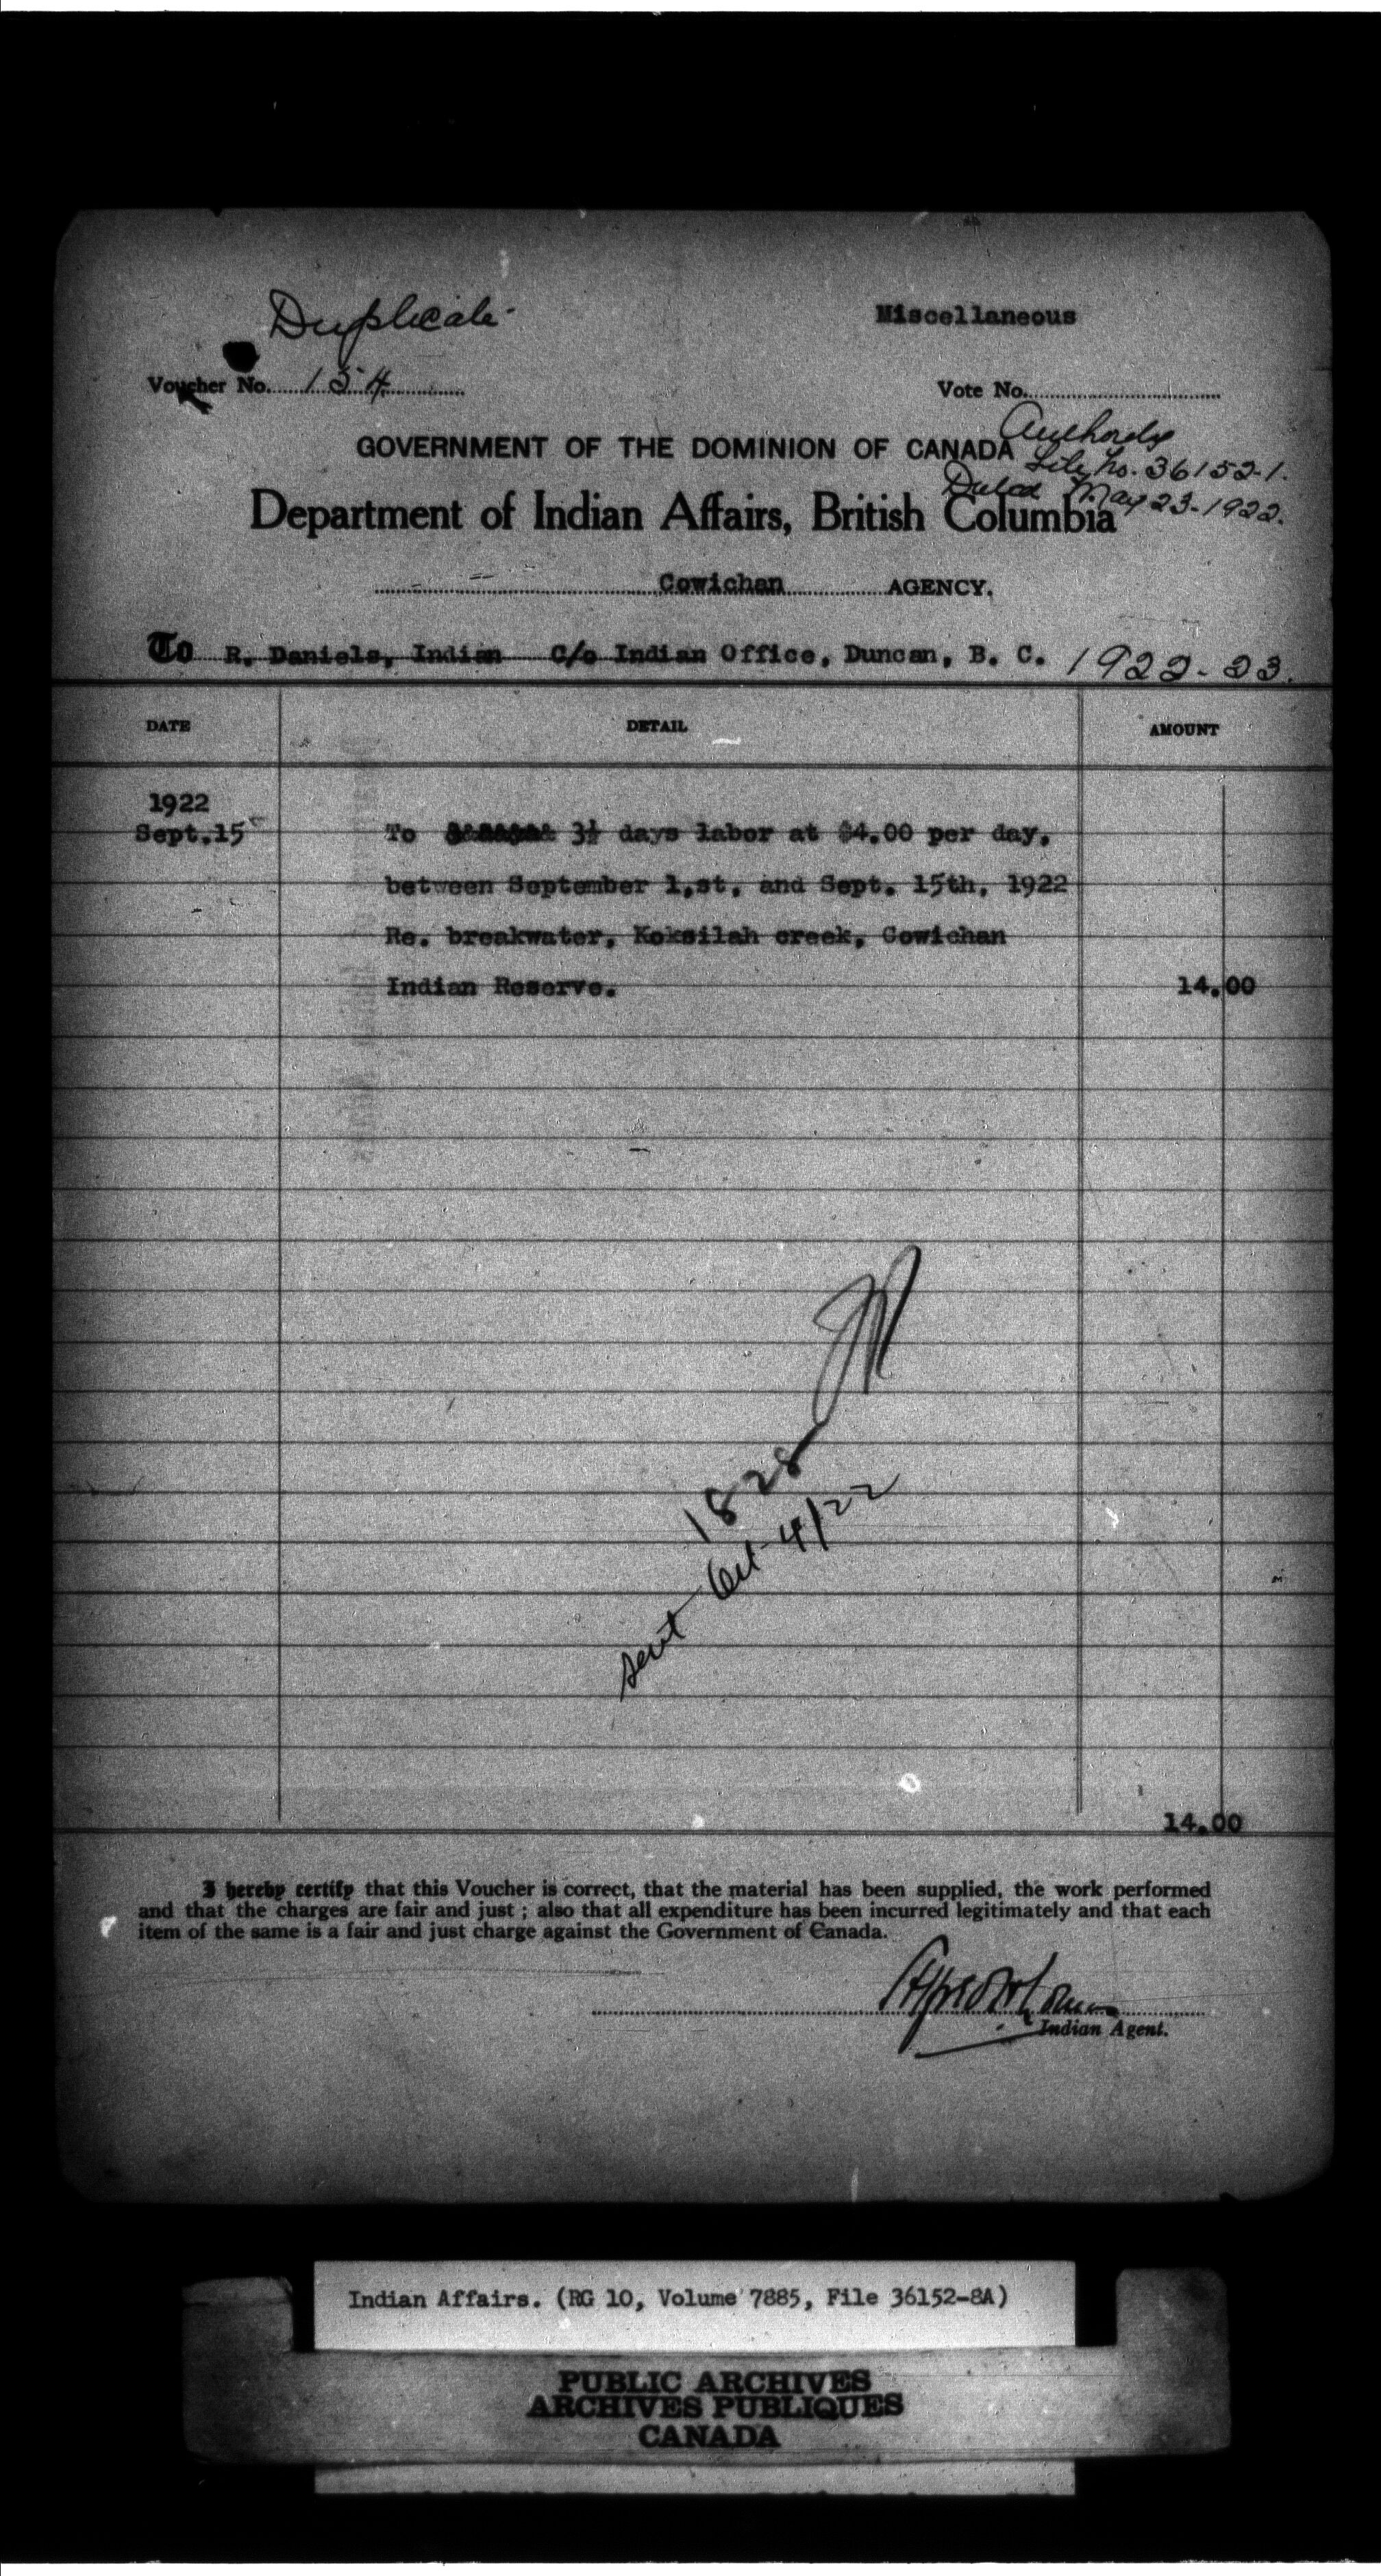 Duplicate
Miscellaneous
Voucher No. 154
Vote No.
Authority
GOVERNMENT OF THE DOMINION OF CANADA
File No. 36152-1.
Dated May 23-1922.
Department of Indian Affairs, British Columbia
Cowichan AGENCY.
To R. Daniels, Indian C/o Indian Office, Duncan, B. C. 1922-23.
DATE DETAIL AMOUNT
1922
Sept.15 To 3½ days labor at $4.00 per day,
between September 1,st, and Sept. 15th, 1922
Re. breakwater, Koksilah creek, Cowichan
Indian Reserve. 14.00
1828
sent Oct-4/22
14.00
I hereby certify that this Voucher is correct, that the material has been supplied, the work performed
and that the charges are fair and just ; also that all expenditure has been incurred legitimately and that each
item of the same is a fair and just charge against the Government of Canada.
Indian Agent.
Indian Affairs. (RG 10, Volume 7885, File 36152-8A)
PUBLIC ARCHIVES
ARCHIVES PUBLIQUES
CANADA